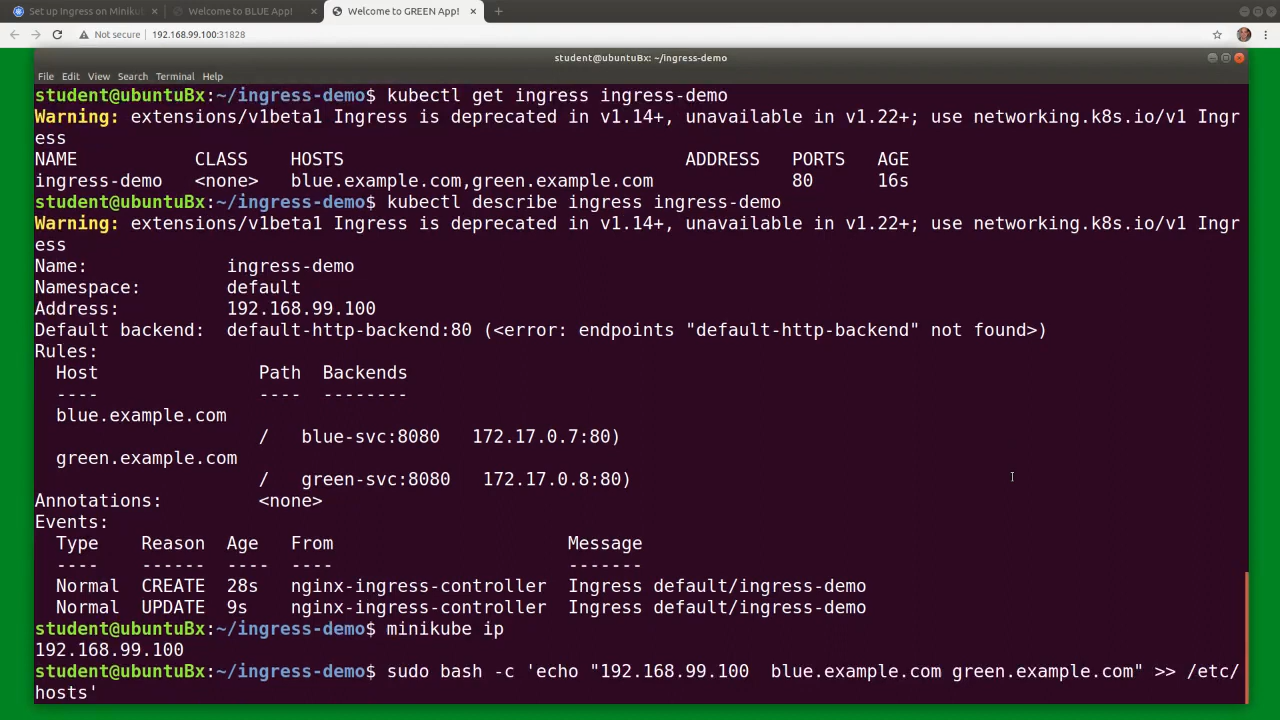 Set up Ingress on Miniku
Welcome to BLUE App!
Welcome to GREEN App!
Not secure 192.168.99.100:31828
student@ubuntuBx: ~/ingress-demo
File Edit View Search Terminal Help
student@ubuntuBx:~/ingress-demo$ kubectl get ingress ingress-demo
Warning: extensions/v1beta1 Ingress is deprecated in v1.14+, unavailable in v1.22+; use networking.k8s.io/v1 Ingr
ess
NAME CLASS HOSTS ADDRESS PORTS AGE
ingress-demo <none> blue.example.com,green.example.com 80 16s
student@ubuntuBx:~/ingress-demo$ kubectl describe ingress ingress-demo
Warning: extensions/v1beta1 Ingress is deprecated in v1.14+, unavailable in v1.22+; use networking.k8s.io/v1 Ingr
ess
Name: ingress-demo
Namespace: default
Address: 192.168.99.100
Default backend: default-http-backend:80 (<error: endpoints "default-http-backend" not found>)
Rules:
Host Path Backends
---- ---- --------
blue.example.com
/ blue-svc:8080 172.17.0.7:80)
green.example.com
/ green-svc:8080 172.17.0.8:80)
Annotations: <none>
Events:
Type Reason Age From Message
---- ------ ---- ---- -------
Normal CREATE 28s nginx-ingress-controller Ingress default/ingress-demo
Normal UPDATE 9s nginx-ingress-controller Ingress default/ingress-demo
student@ubuntuBx:~/ingress-demo$ minikube ip
192.168.99.100
student@ubuntuBx:~/ingress-demo$ sudo bash -c 'echo "192.168.99.100 blue.example.com green.example.com" >> /etc/
hosts'